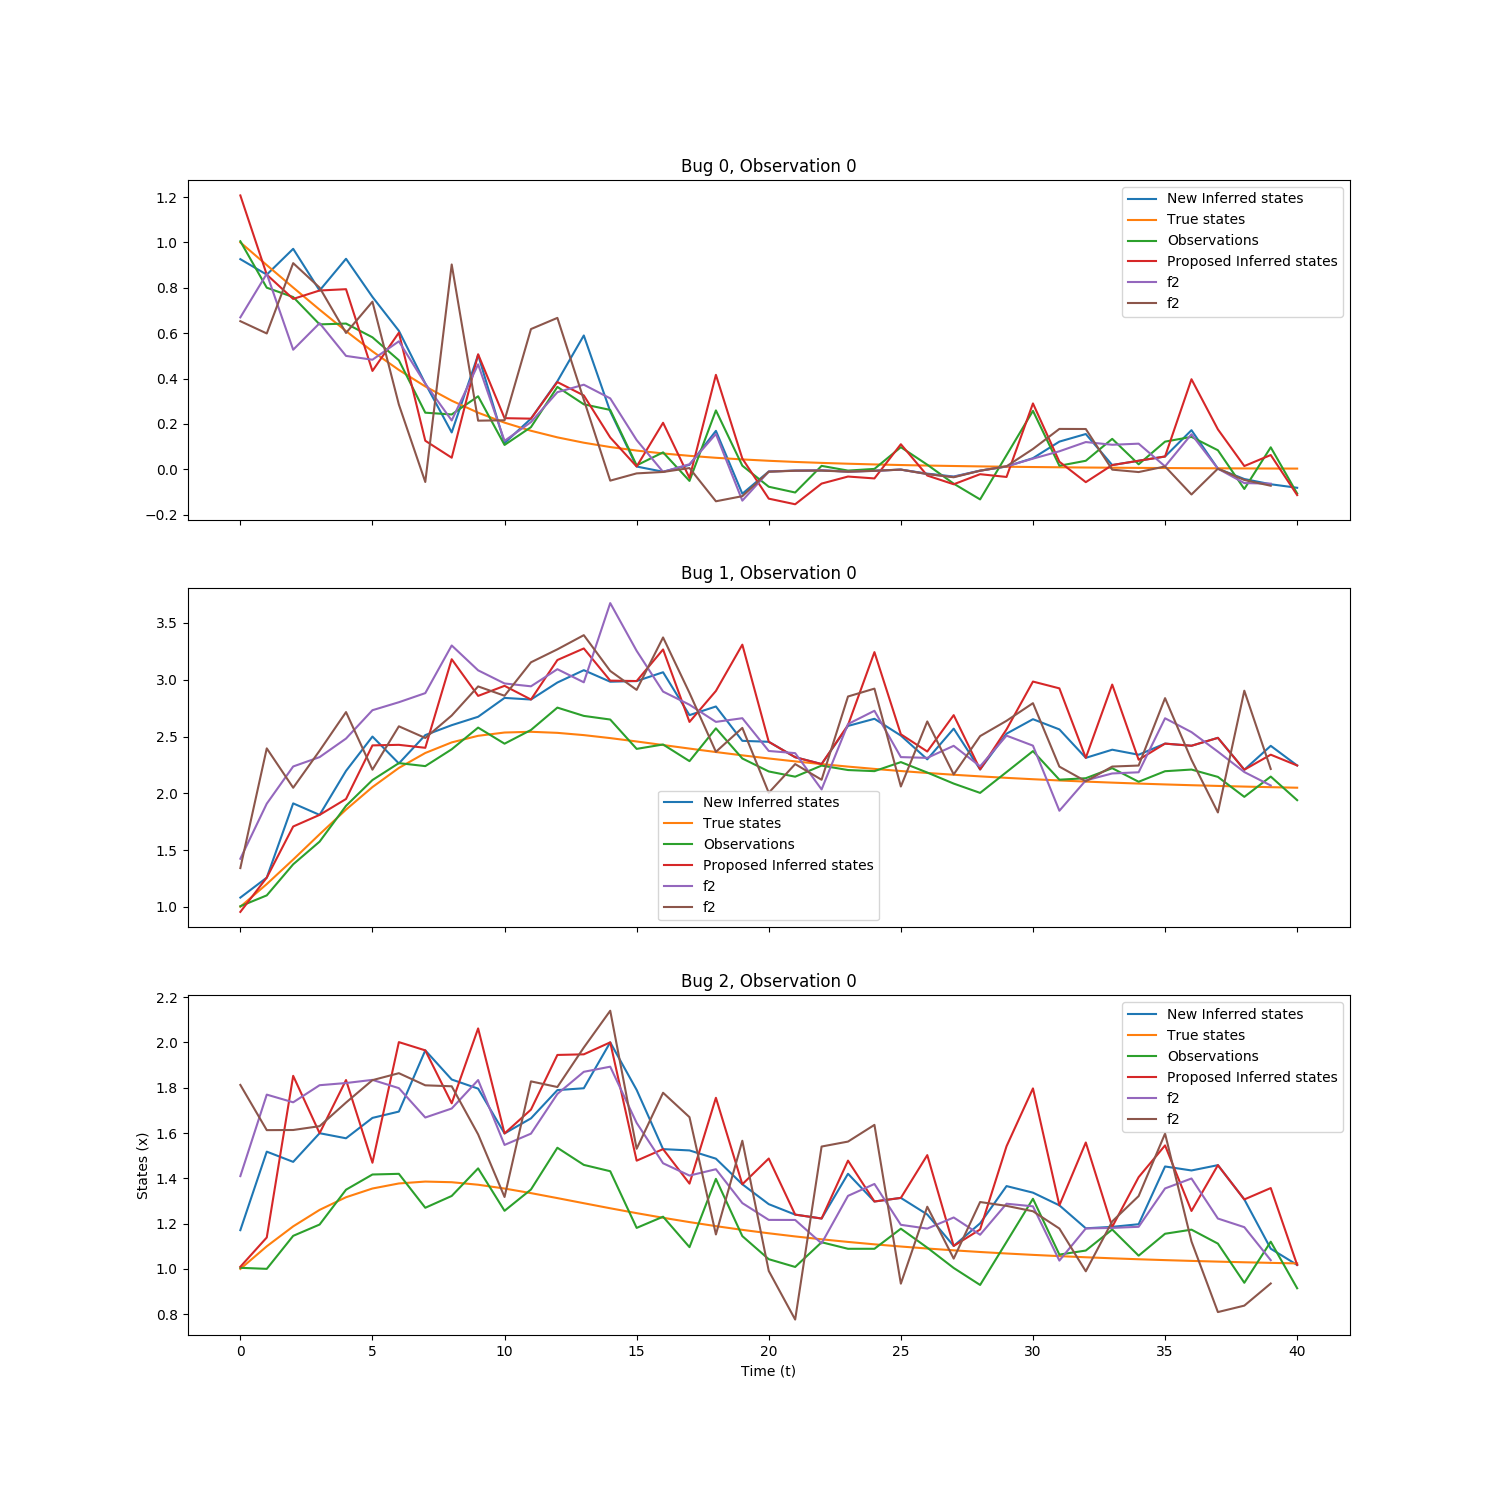 Bug 0, Observation 0
1.2
1.0
0.8
0.6
0.4
0.2
0.0
−0.2
New Inferred states
True states
Observations
Proposed Inferred states
f2
f2
Bug 1, Observation 0
3.5
3.0
2.5
2.0
1.5
1.0
New Inferred states
True states
Observations
Proposed Inferred states
f2
f2
Bug 2, Observation 0
2.2
2.0
1.8
1.6
1.4
1.2
1.0
0.8
States (x)
New Inferred states
True states
Observations
Proposed Inferred states
f2
f2
0 5 10 15 20 25 30 35 40
Time (t)